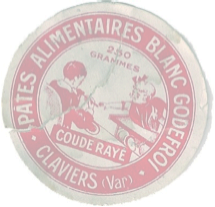 PATES ALIMENTAIRES BLANC GODEFROI
250
GRAMMES
COUDE RAYE
CLAVIERS (Var)